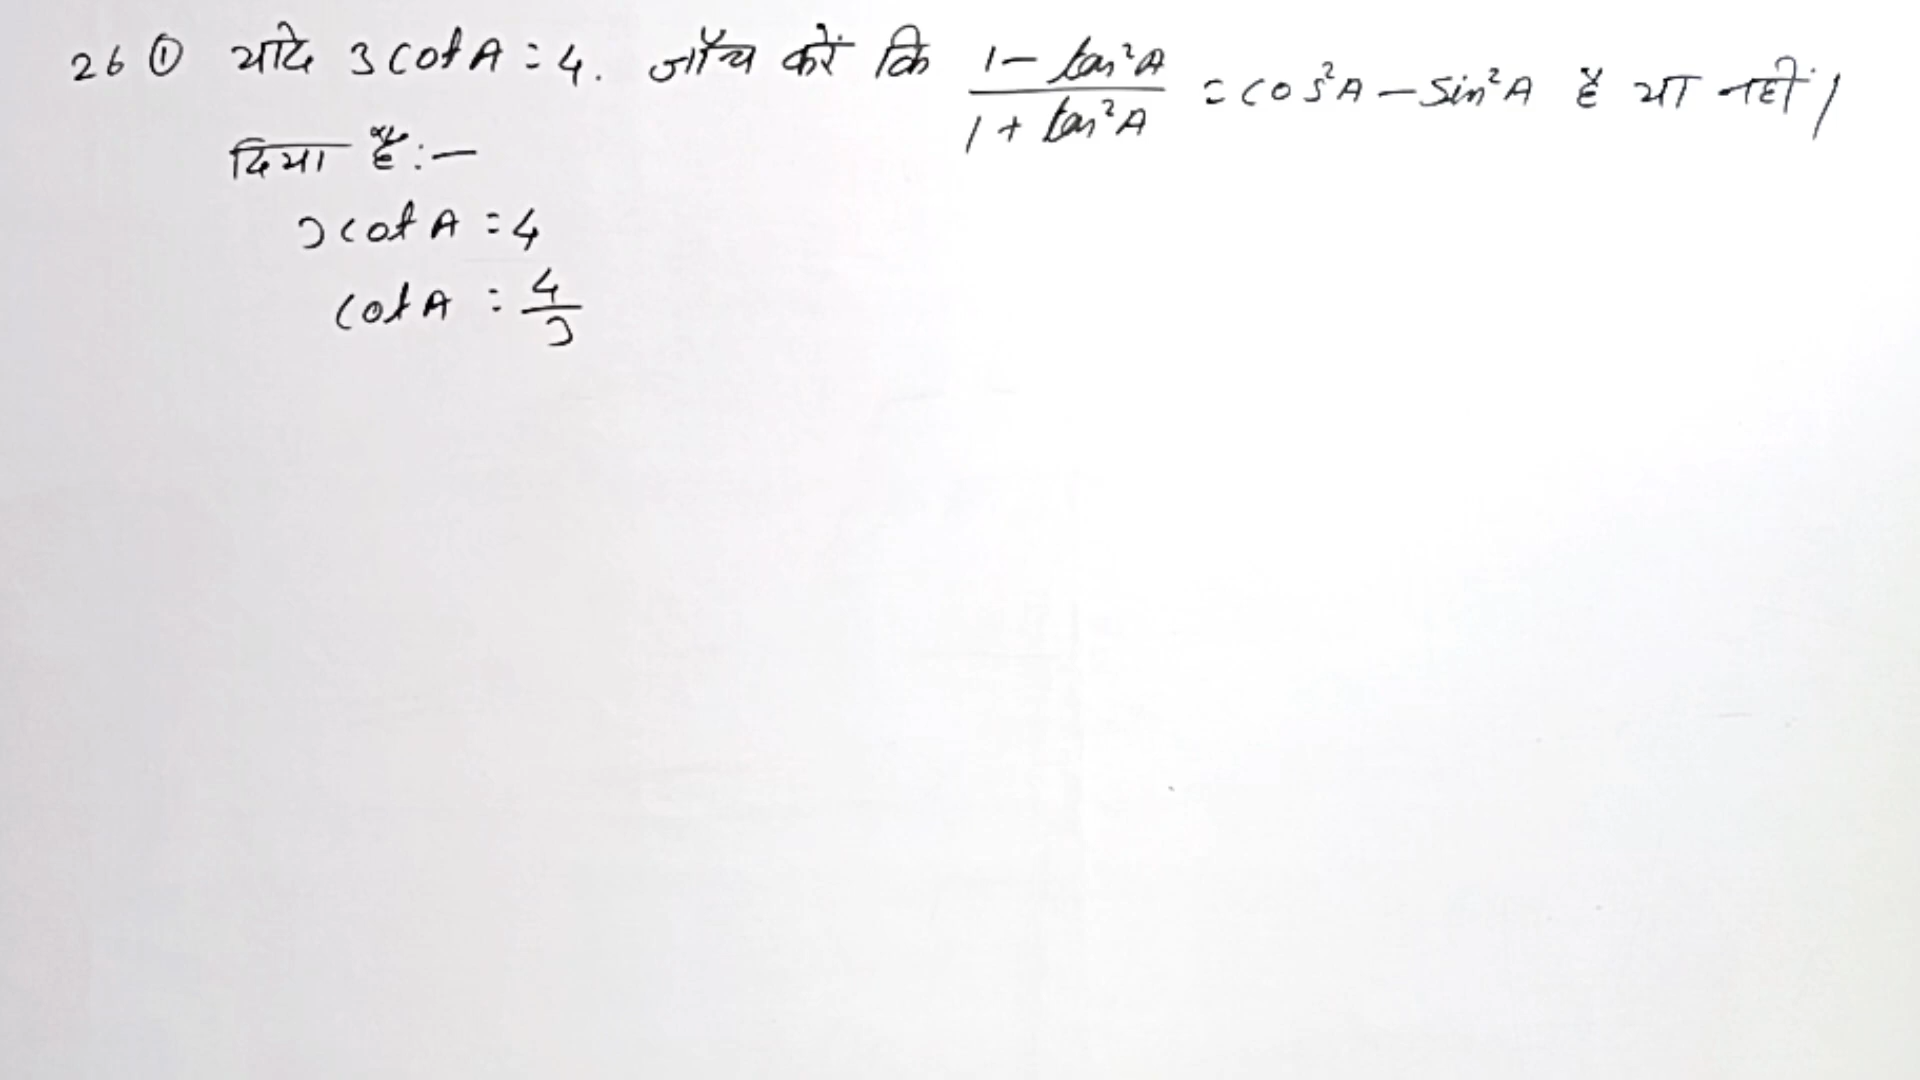 26 ① यदि 3 cot A = 4. जाँच करें कि (1 - tan²A)/(1 + tan²A) = cos²A - sin²A है या नहीं।
दिया है:-
3 cot A = 4
cot A = 4/3